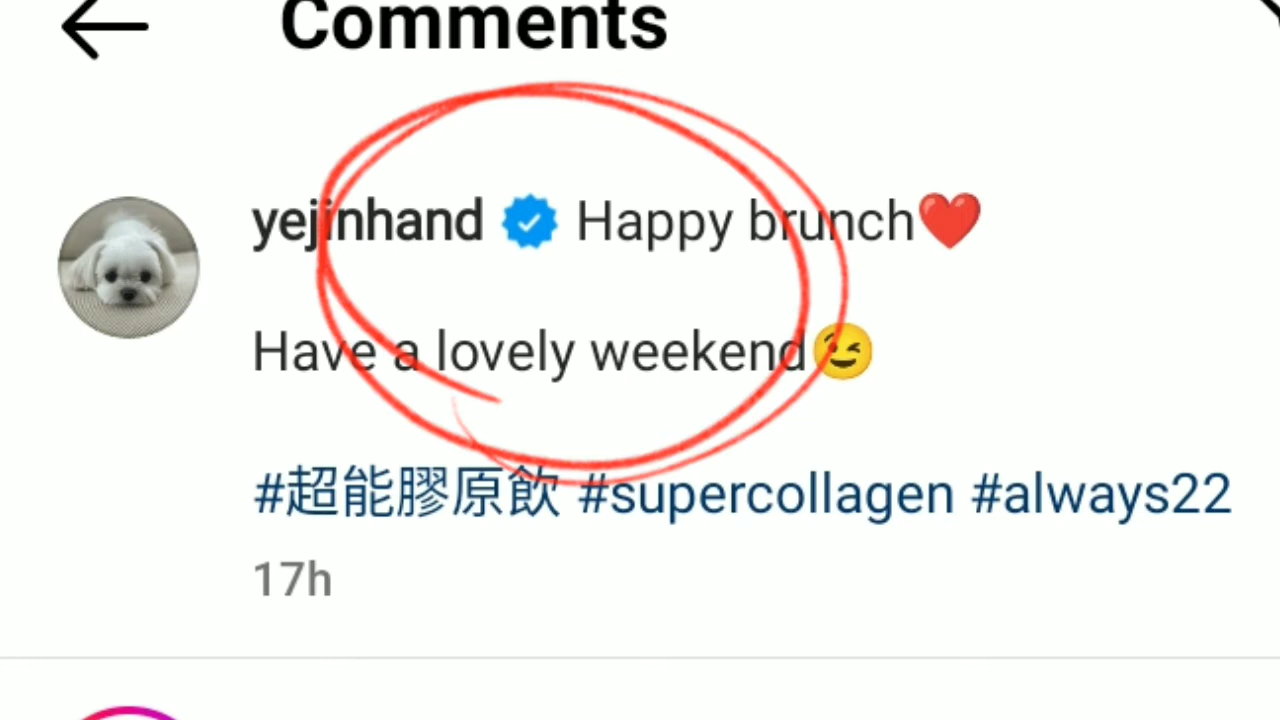 Comments
yejinhand Happy brunch❤️
Have a lovely weekend😉
#超能膠原飲 #supercollagen #always22
17h